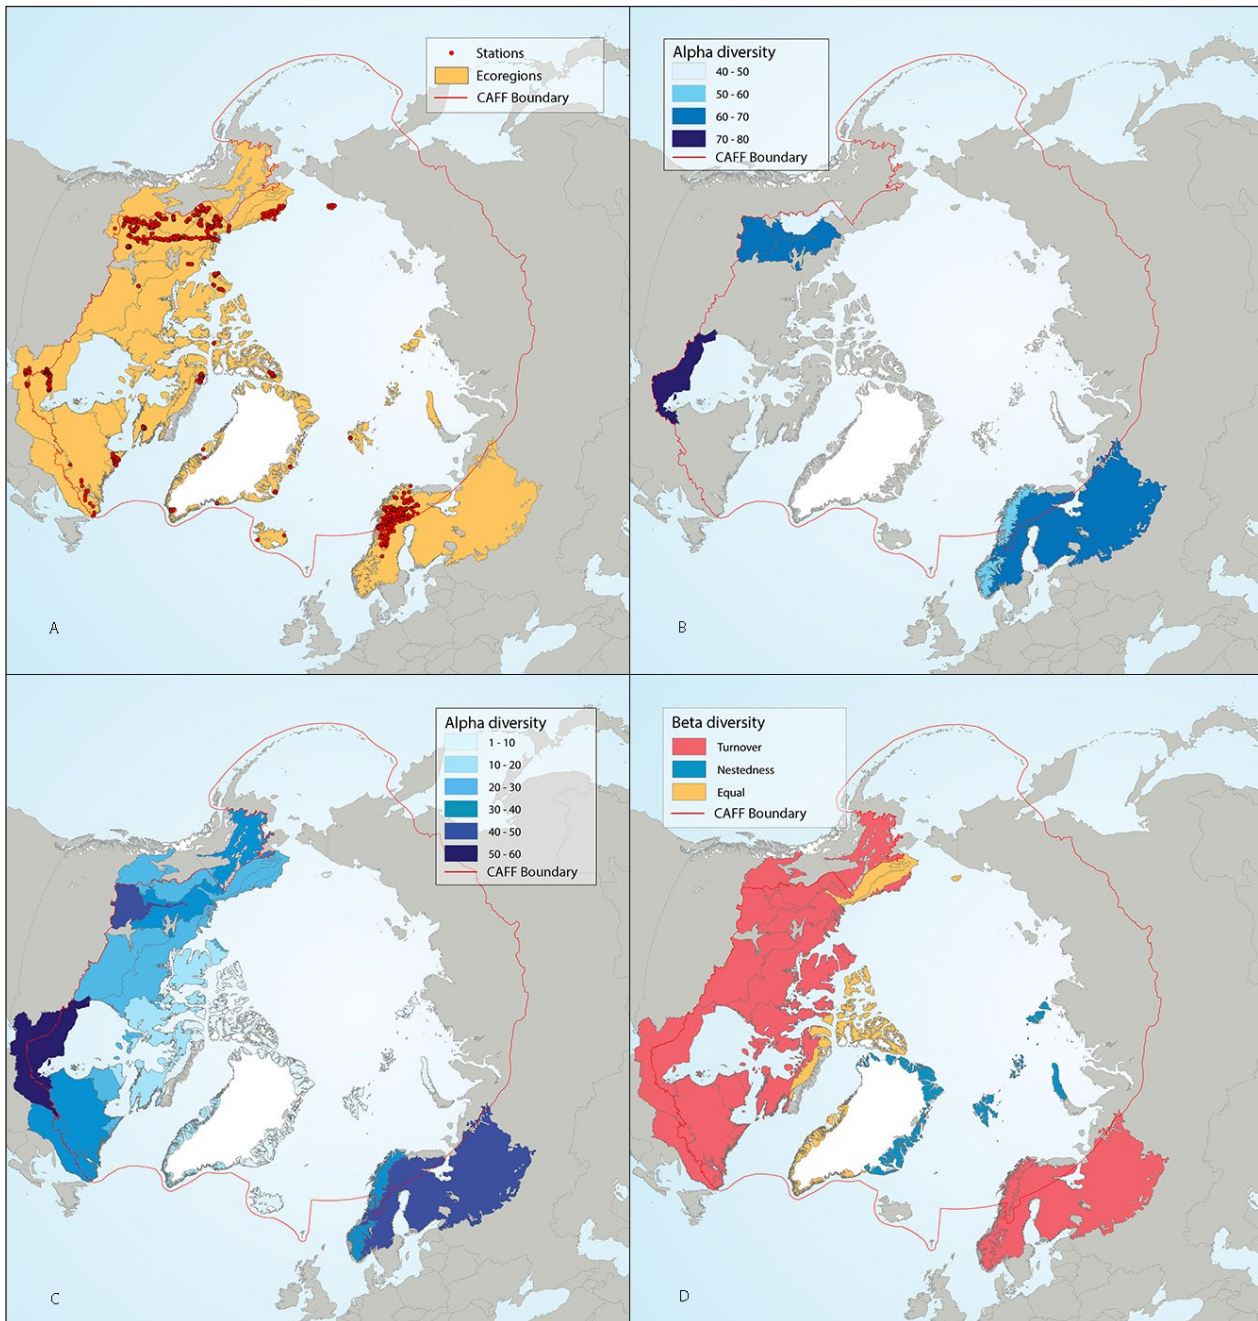 Stations
Ecoregions
CAFF Boundary
A
Alpha diversity
40 - 50
50 - 60
60 - 70
70 - 80
CAFF Boundary
B
Alpha diversity
1 - 10
10 - 20
20 - 30
30 - 40
40 - 50
50 - 60
CAFF Boundary
C
Beta diversity
Turnover
Nestedness
Equal
CAFF Boundary
D